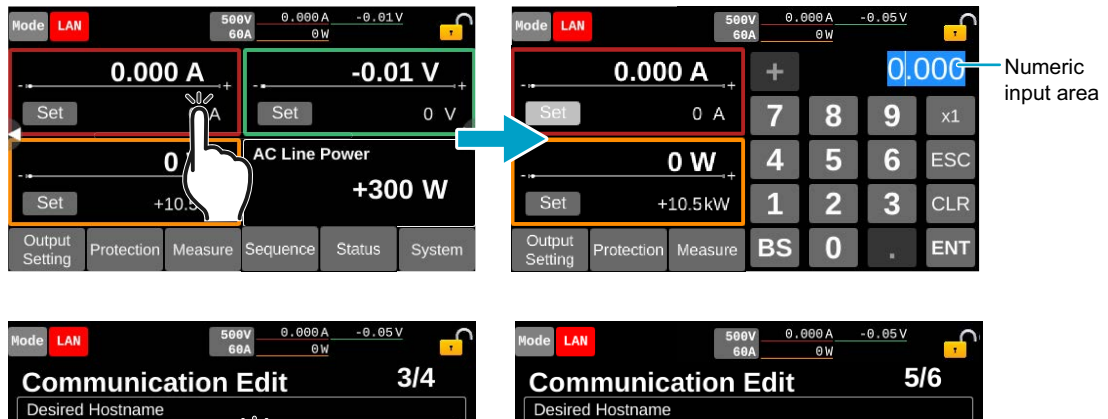 Mode LAN 500V 60A 0.000 A -0.01 V 0 W
0.000 A
-0.01 V
- +
-
Set A
Set 0 V
0
AC Line Power
- +
+300 W
Set +10.5
Output Setting Protection Measure Sequence Status System
Mode LAN 500V 60A 0.000 A -0.05 V 0 W
0.000 A
- +
Set 0 A
0 W
- +
Set +10.5kW
Output Setting Protection Measure
+ 0.000
7 8 9 x1
4 5 6 ESC
1 2 3 CLR
BS 0 . ENT
Numeric
input area
Mode LAN 500V 60A 0.000 A -0.05 V 0 W
Communication Edit 3/4
Desired Hostname
Mode LAN 500V 60A 0.000 A -0.05 V 0 W
Communication Edit 5/6
Desired Hostname